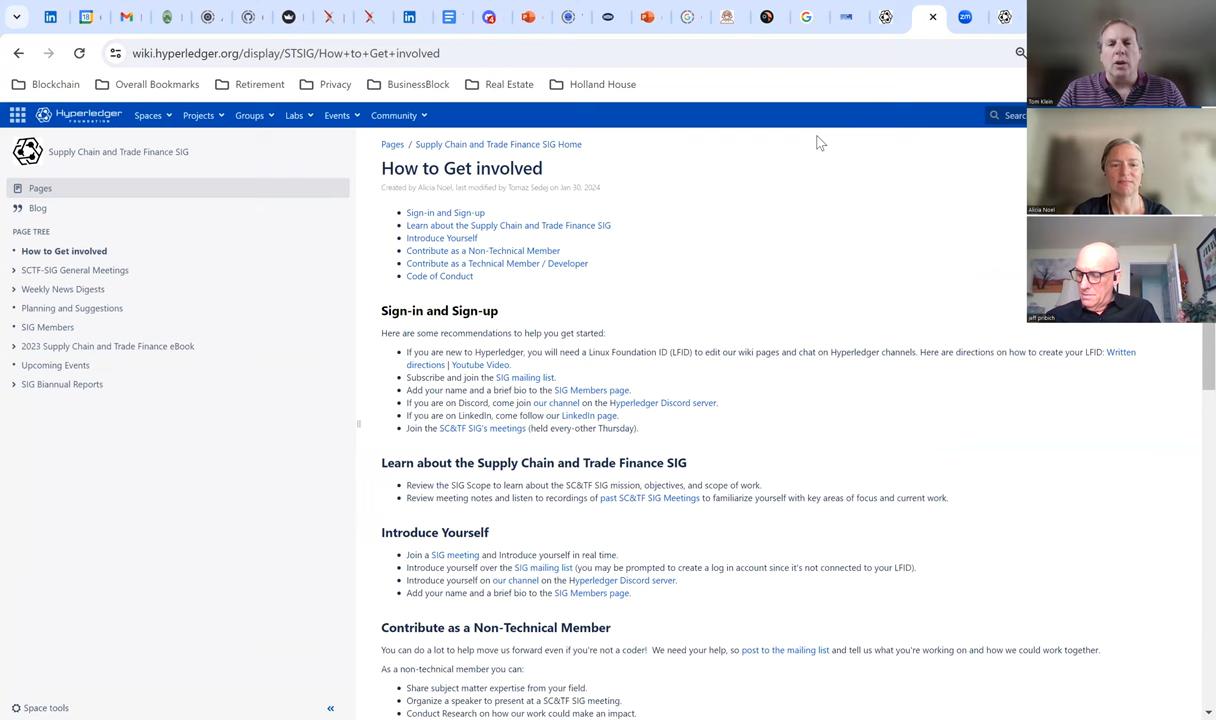 wiki.hyperledger.org/display/STSIG/How+to+Get+involved
Blockchain
Overall Bookmarks
Retirement
Privacy
BusinessBlock
Real Estate
Holland House
HYPERLEDGER
FOUNDATION
Spaces
Projects
Groups
Labs
Events
Community
Searc
Supply Chain and Trade Finance SIG
Pages
Blog
PAGE TREE
How to Get involved
SCTF-SIG General Meetings
Weekly News Digests
Planning and Suggestions
SIG Members
2023 Supply Chain and Trade Finance eBook
Upcoming Events
SIG Biannual Reports
Space tools
Pages / Supply Chain and Trade Finance SIG Home
How to Get involved
Created by Alicia Noel, last modified by Tomaz Sedej on Jan 30, 2024
Sign-in and Sign-up
Learn about the Supply Chain and Trade Finance SIG
Introduce Yourself
Contribute as a Non-Technical Member
Contribute as a Technical Member / Developer
Code of Conduct
Sign-in and Sign-up
Here are some recommendations to help you get started:
If you are new to Hyperledger, you will need a Linux Foundation ID (LFID) to edit our wiki pages and chat on Hyperledger channels. Here are directions on how to create your LFID: Written
directions | Youtube Video.
Subscribe and join the SIG mailing list.
Add your name and a brief bio to the SIG Members page.
If you are on Discord, come join our channel on the Hyperledger Discord server.
If you are on LinkedIn, come follow our LinkedIn page.
Join the SC&TF SIG's meetings (held every-other Thursday).
Learn about the Supply Chain and Trade Finance SIG
Review the SIG Scope to learn about the SC&TF SIG mission, objectives, and scope of work.
Review meeting notes and listen to recordings of past SC&TF SIG Meetings to familiarize yourself with key areas of focus and current work.
Introduce Yourself
Join a SIG meeting and Introduce yourself in real time.
Introduce yourself over the SIG mailing list (you may be prompted to create a log in account since it's not connected to your LFID).
Introduce yourself on our channel on the Hyperledger Discord server.
Add your name and a brief bio to the SIG Members page.
Contribute as a Non-Technical Member
You can do a lot to help move us forward even if you're not a coder! We need your help, so post to the mailing list and tell us what you're working on and how we could work together.
As a non-technical member you can:
Share subject matter expertise from your field.
Organize a speaker to present at a SC&TF SIG meeting.
Conduct Research on how our work could make an impact.
Tom Klein
Alicia Noel
jeff pribich